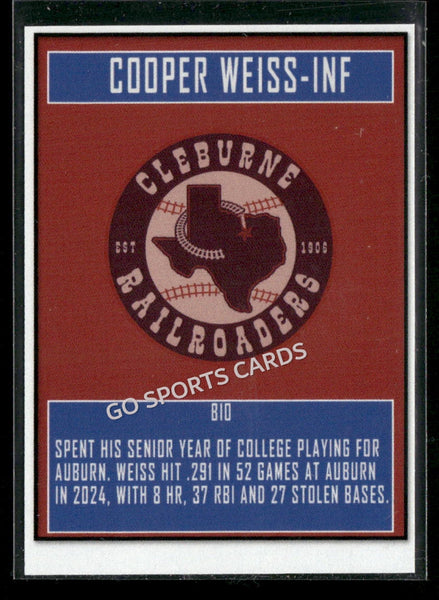 COOPER WEISS-INF
CLEBURNE
EST 1906
RAILROADERS
GO SPORTS CARDS
BIO
SPENT HIS SENIOR YEAR OF COLLEGE PLAYING FOR
AUBURN. WEISS HIT .291 IN 52 GAMES AT AUBURN
IN 2024, WITH 8 HR, 37 RBI AND 27 STOLEN BASES.